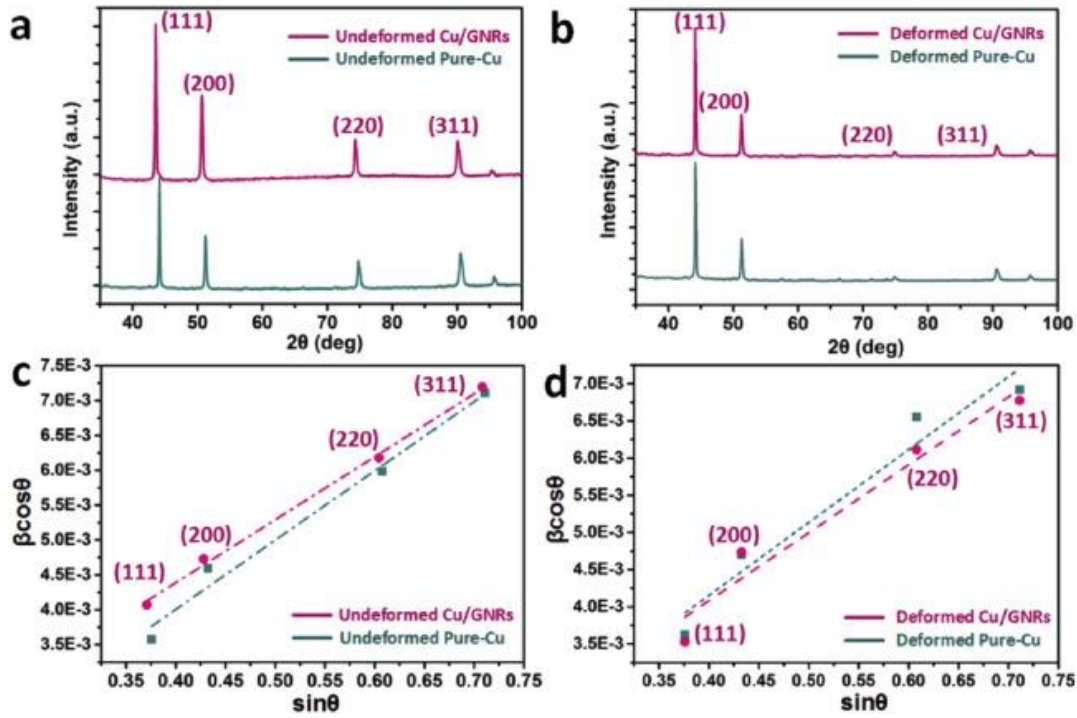 a
(111)
(200)
(220)
(311)
Undeformed Cu/GNRs
Undeformed Pure-Cu
Intensity (a.u.)
40 50 60 70 80 90 100
2θ (deg)
b
(111)
(200)
(220)
(311)
Deformed Cu/GNRs
Deformed Pure-Cu
Intensity (a.u.)
40 50 60 70 80 90 100
2θ (deg)
c
7.5E-3
7.0E-3
6.5E-3
6.0E-3
5.5E-3
5.0E-3
4.5E-3
4.0E-3
3.5E-3
βcosθ
(111)
(200)
(220)
(311)
Undeformed Cu/GNRs
Undeformed Pure-Cu
0.35 0.40 0.45 0.50 0.55 0.60 0.65 0.70 0.75
sinθ
d
7.0E-3
6.5E-3
6.0E-3
5.5E-3
5.0E-3
4.5E-3
4.0E-3
3.5E-3
βcosθ
(111)
(200)
(220)
(311)
Deformed Cu/GNRs
Deformed Pure-Cu
0.35 0.40 0.45 0.50 0.55 0.60 0.65 0.70 0.75
sinθ